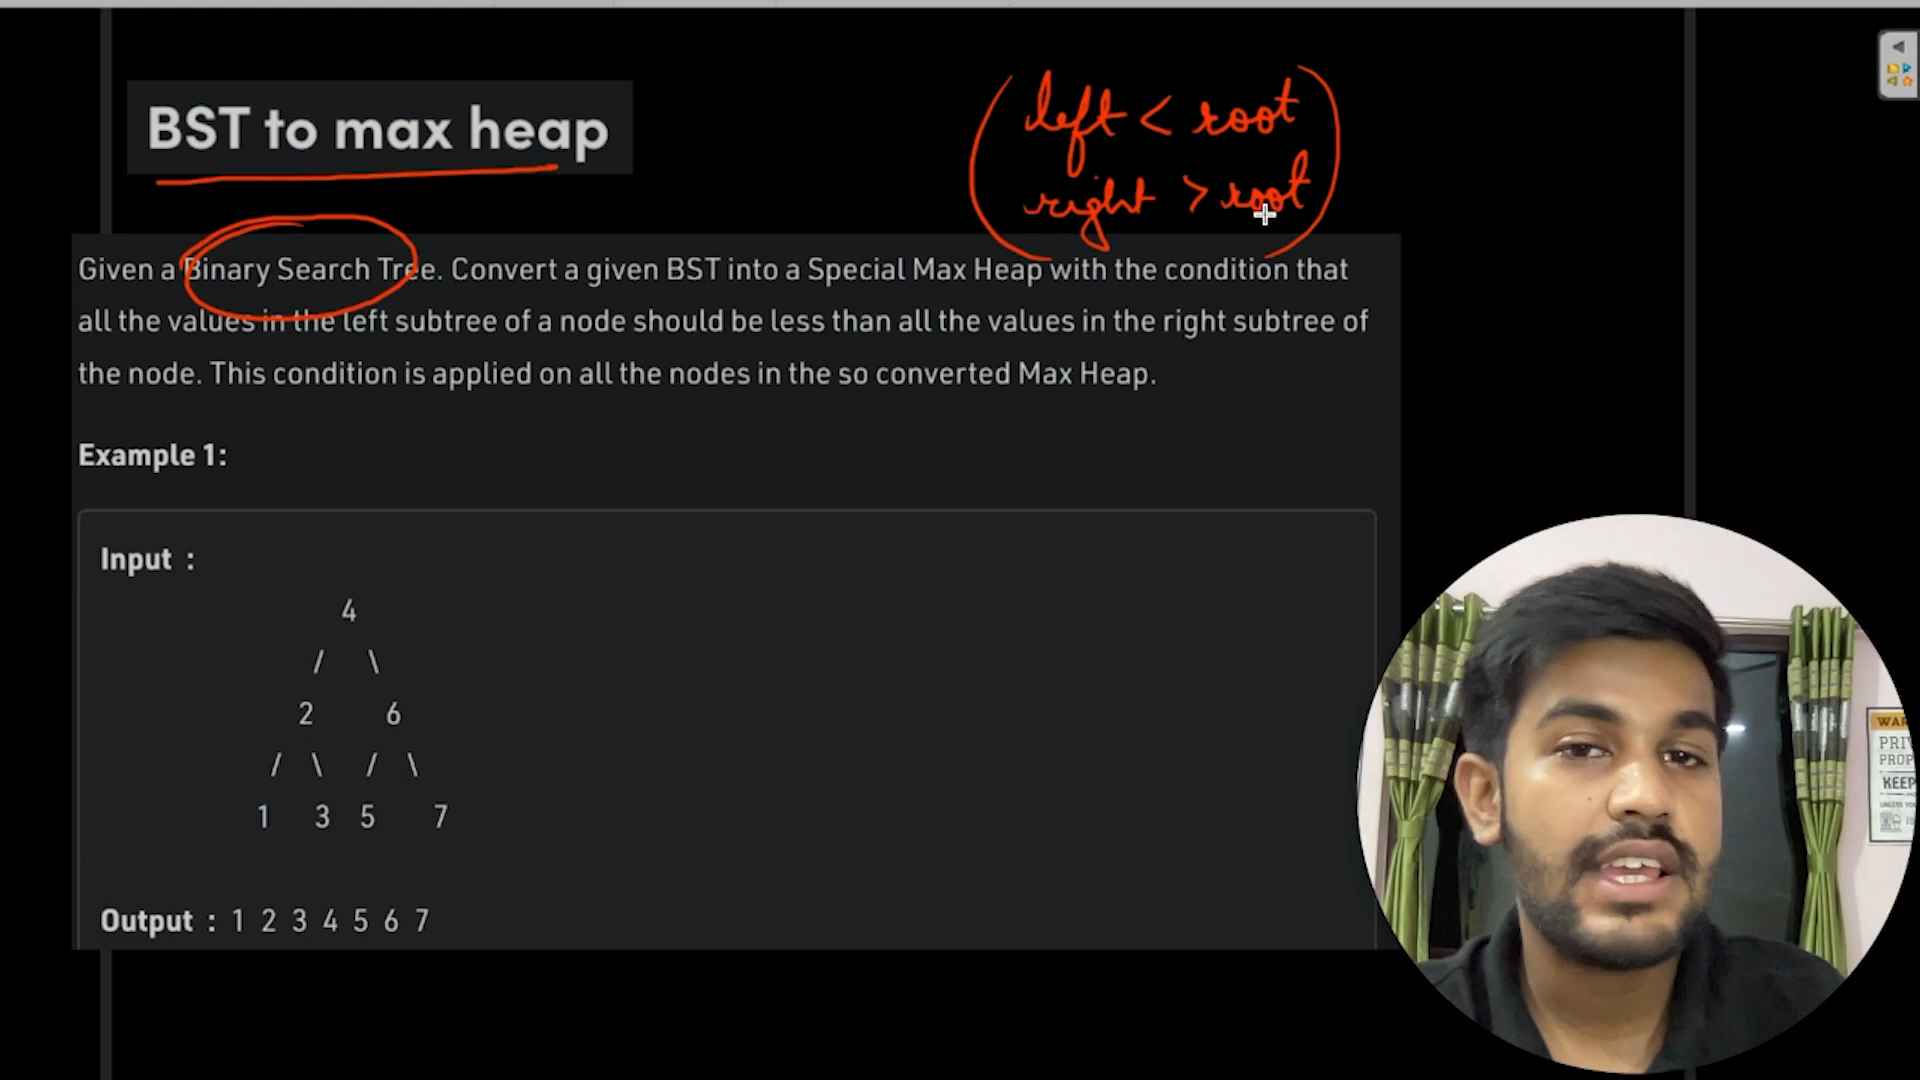 BST to max heap
left < root
right > root
Given a Binary Search Tree. Convert a given BST into a Special Max Heap with the condition that
all the values in the left subtree of a node should be less than all the values in the right subtree of
the node. This condition is applied on all the nodes in the so converted Max Heap.
Example 1:
Input :
4
/ \
2 6
/ \ / \
1 3 5 7
Output : 1 2 3 4 5 6 7
WAR
PRIV
PROP
KEEP